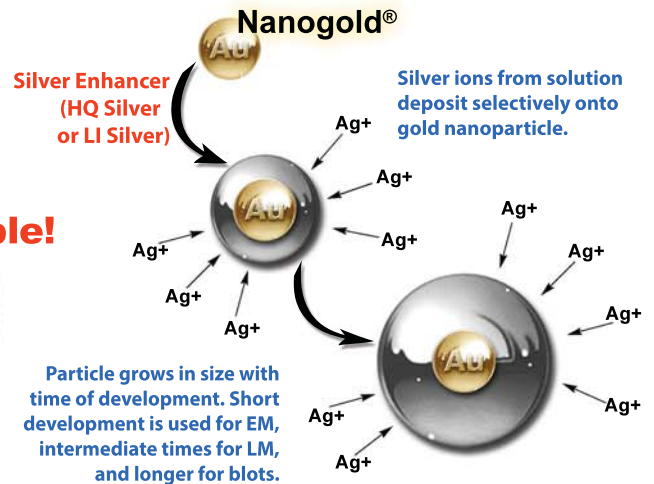 Nanogold®
Au
Silver Enhancer
(HQ Silver
or LI Silver)
Silver ions from solution
deposit selectively onto
gold nanoparticle.
Ag+
Ag+
Ag+
Au
Ag+
Ag+
Ag+
ple!
Ag+
Ag+
Ag+
Ag+
Au
Ag+
Ag+
Particle grows in size with
time of development. Short
development is used for EM,
intermediate times for LM,
and longer for blots.